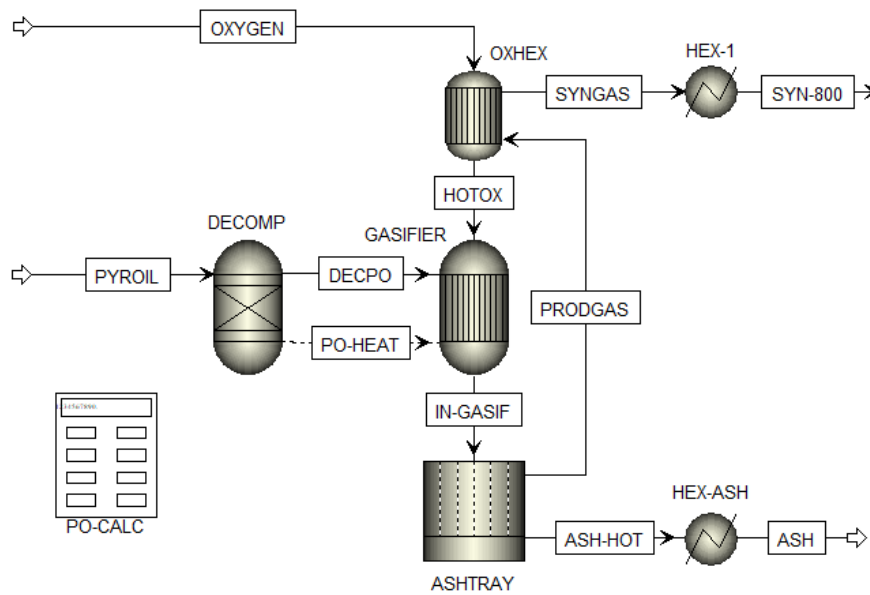 OXYGEN
OXHEX
HEX-1
SYNGAS
SYN-800
HOTOX
DECOMP
GASIFIER
PYROIL
DECPO
PRODGAS
PO-HEAT
IN-GASIF
PO-CALC
HEX-ASH
ASH-HOT
ASH
ASHTRAY